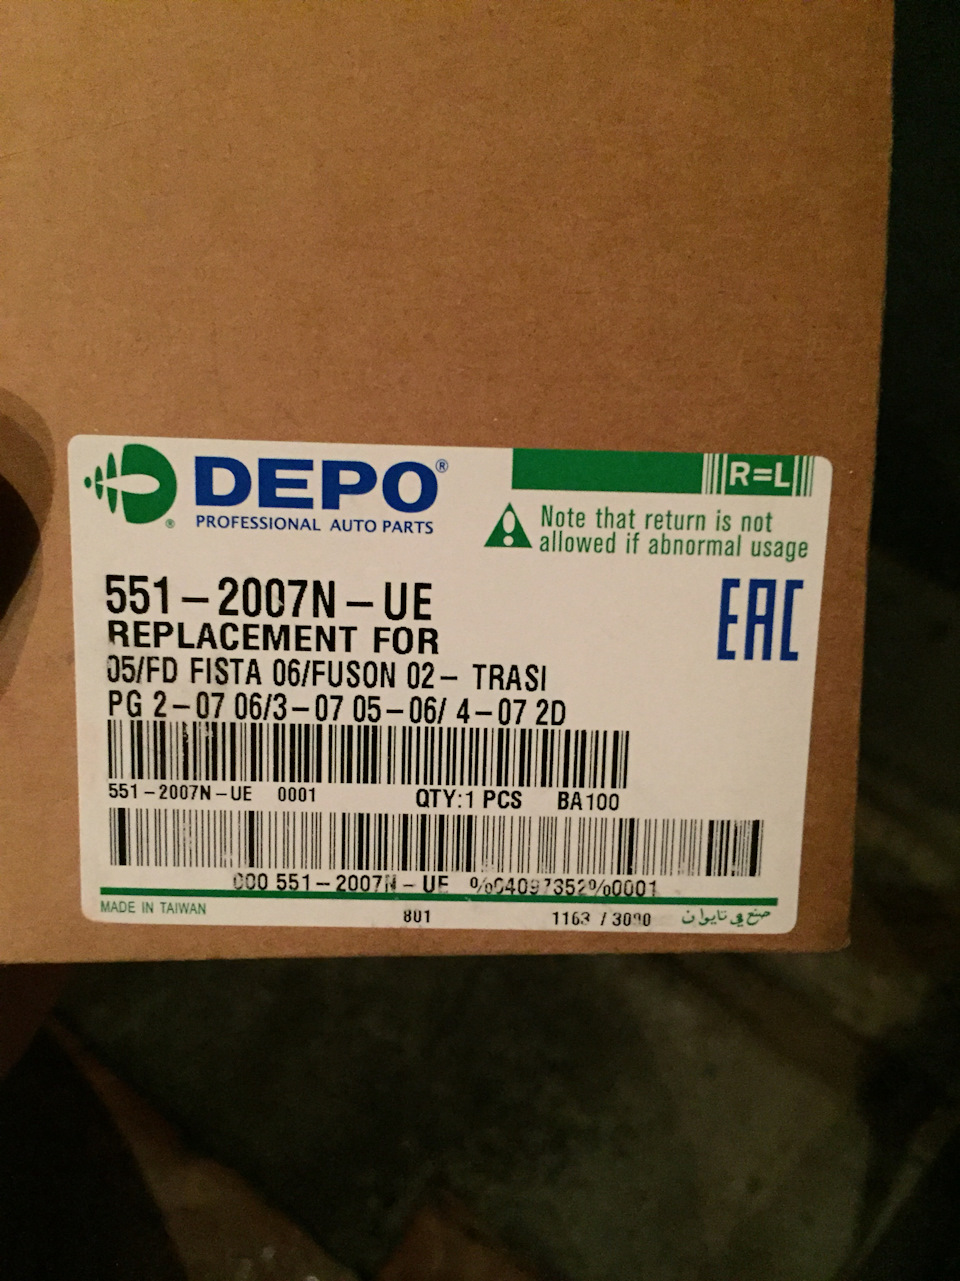 DEPO®
PROFESSIONAL AUTO PARTS
®
R=L
Note that return is not
allowed if abnormal usage
551-2007N-UE
EAC
REPLACEMENT FOR
05/FD FISTA 06/FUSON 02- TRASI
PG 2-07 06/3-07 05-06/ 4-07 2D
551-2007N-UE 0001 QTY:1 PCS BA100
000 551-2007N-UE %04097352%0001
MADE IN TAIWAN 801 1163 / 3090 صنع في تايوان